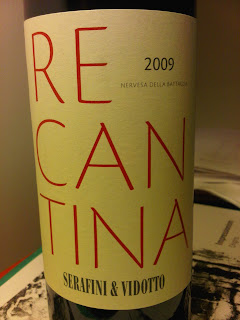 RE
2009
NERVESA DELLA BATTAGLIA
CAN
TINA
SERAFINI & VIDOTTO